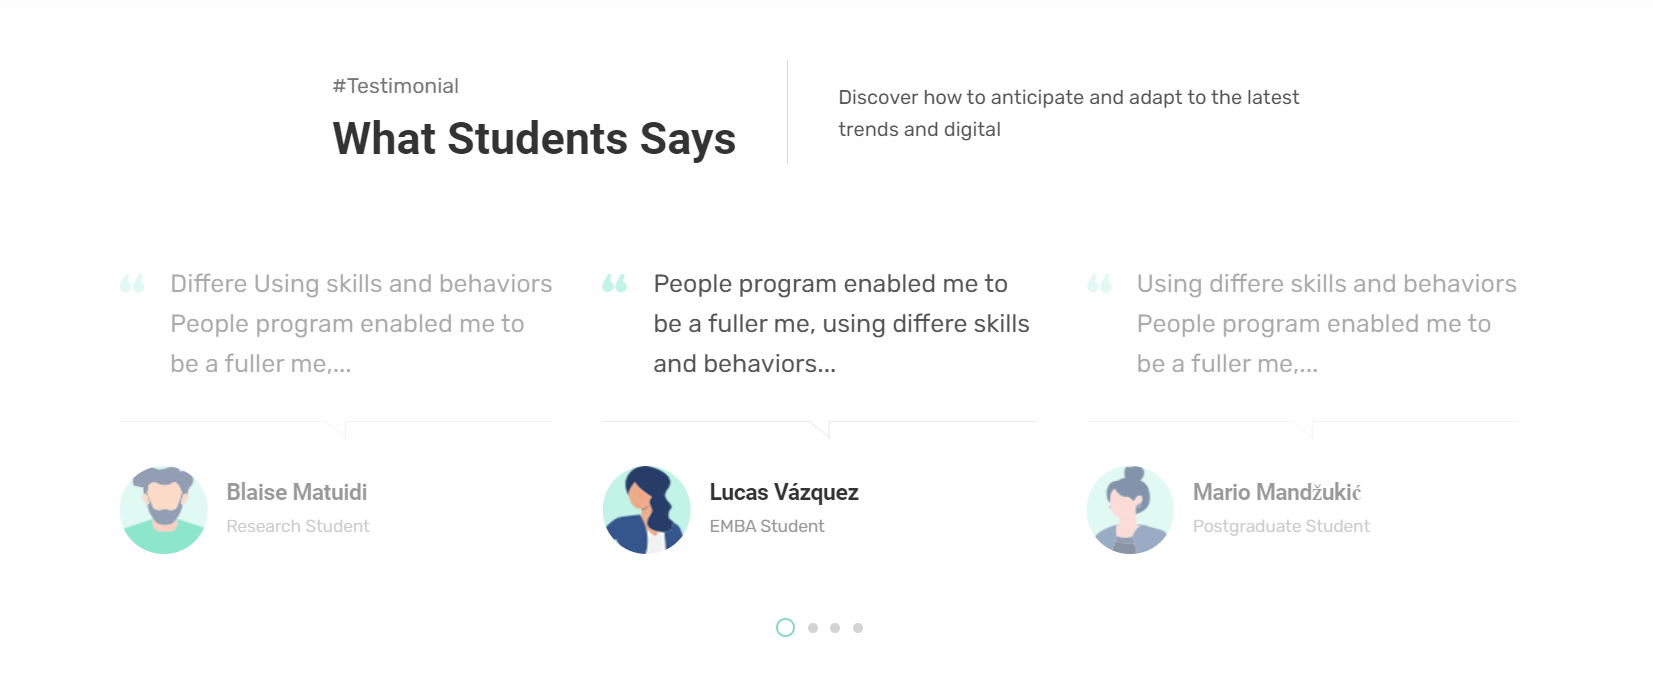 #Testimonial
What Students Says
Discover how to anticipate and adapt to the latest
trends and digital
“ Differe Using skills and behaviors
People program enabled me to
be a fuller me,...
Blaise Matuidi
Research Student
“ People program enabled me to
be a fuller me, using differe skills
and behaviors...
Lucas Vázquez
EMBA Student
“ Using differe skills and behaviors
People program enabled me to
be a fuller me,...
Mario Mandžukić
Postgraduate Student